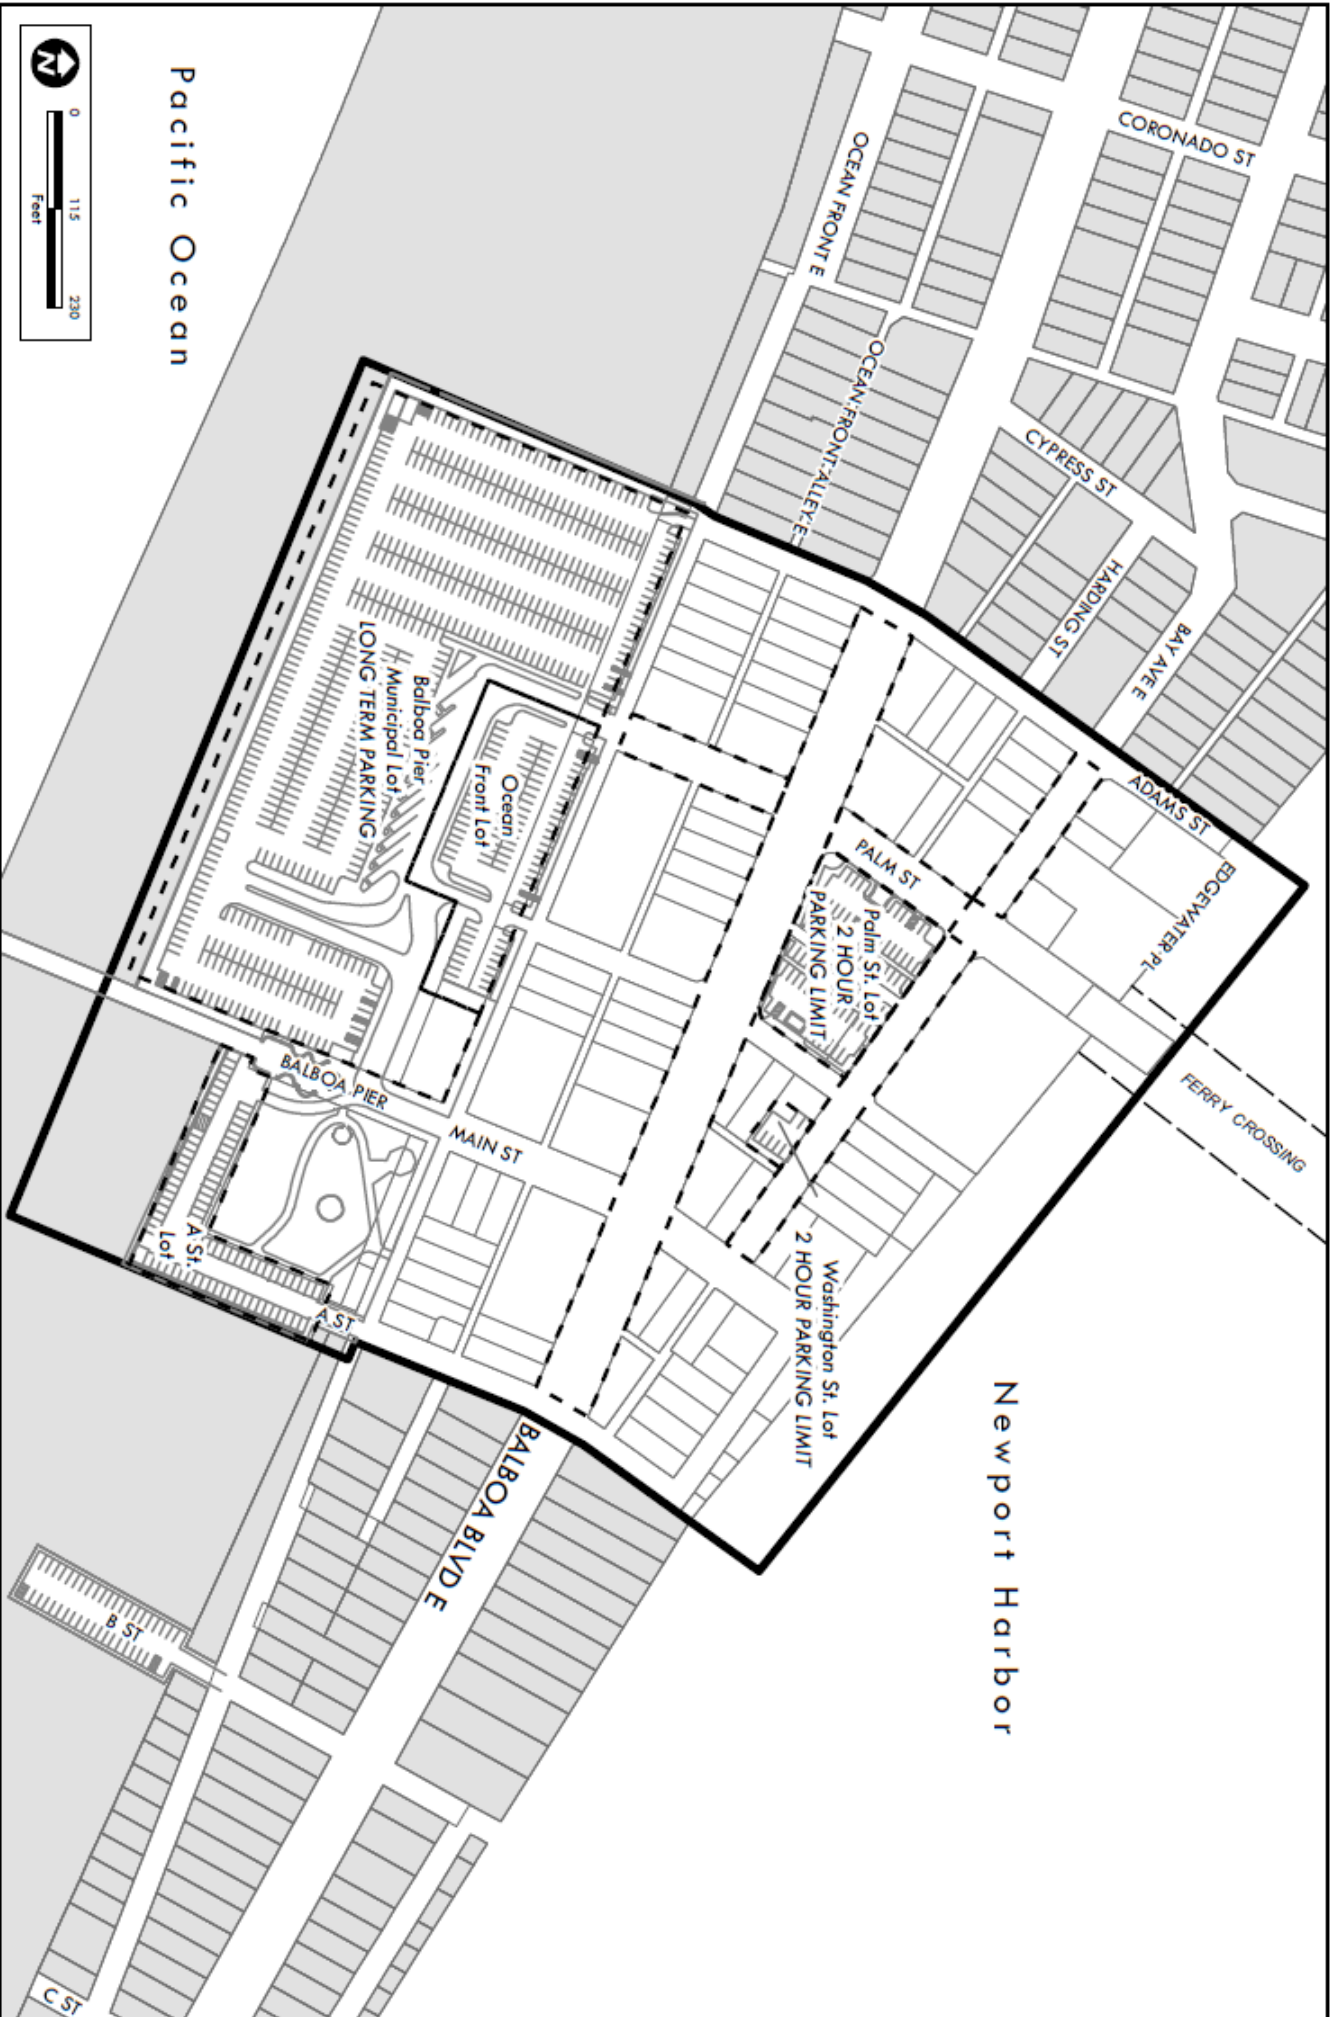 Pacific Ocean
N
0 115 230
Feet
CORONADO ST
OCEAN FRONT E
OCEAN FRONT ALLEY E
CYPRESS ST
HARDING ST
BAY AVE E
ADAMS ST
EDGEWATER PL
PALM ST
Palm St. Lot
2 HOUR
PARKING LIMIT
FERRY CROSSING
Balboa Pier
Municipal Lot
LONG TERM PARKING
Ocean
Front Lot
BALBOA PIER
MAIN ST
Washington St. Lot
2 HOUR PARKING LIMIT
A St.
Lot
A ST
Newport Harbor
BALBOA BLVD E
B ST
C ST